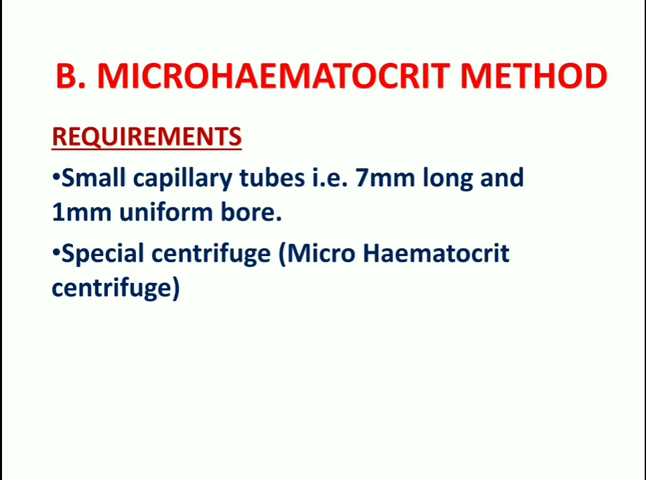 B. MICROHAEMATOCRIT METHOD
REQUIREMENTS
•Small capillary tubes i.e. 7mm long and
1mm uniform bore.
•Special centrifuge (Micro Haematocrit
centrifuge)